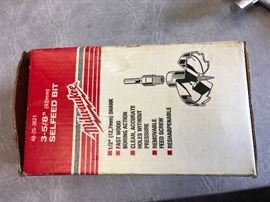 48-25-3621
3-5/8" (92mm)
SELFEED BIT
Milwaukee
1/2" (12,7mm) SHANK
FAST WOOD
BORING ACTION
CLEAN, ACCURATE
HOLES WITHOUT
PRESSURE
REMOVABLE
FEED SCREW
RESHARPENABLE